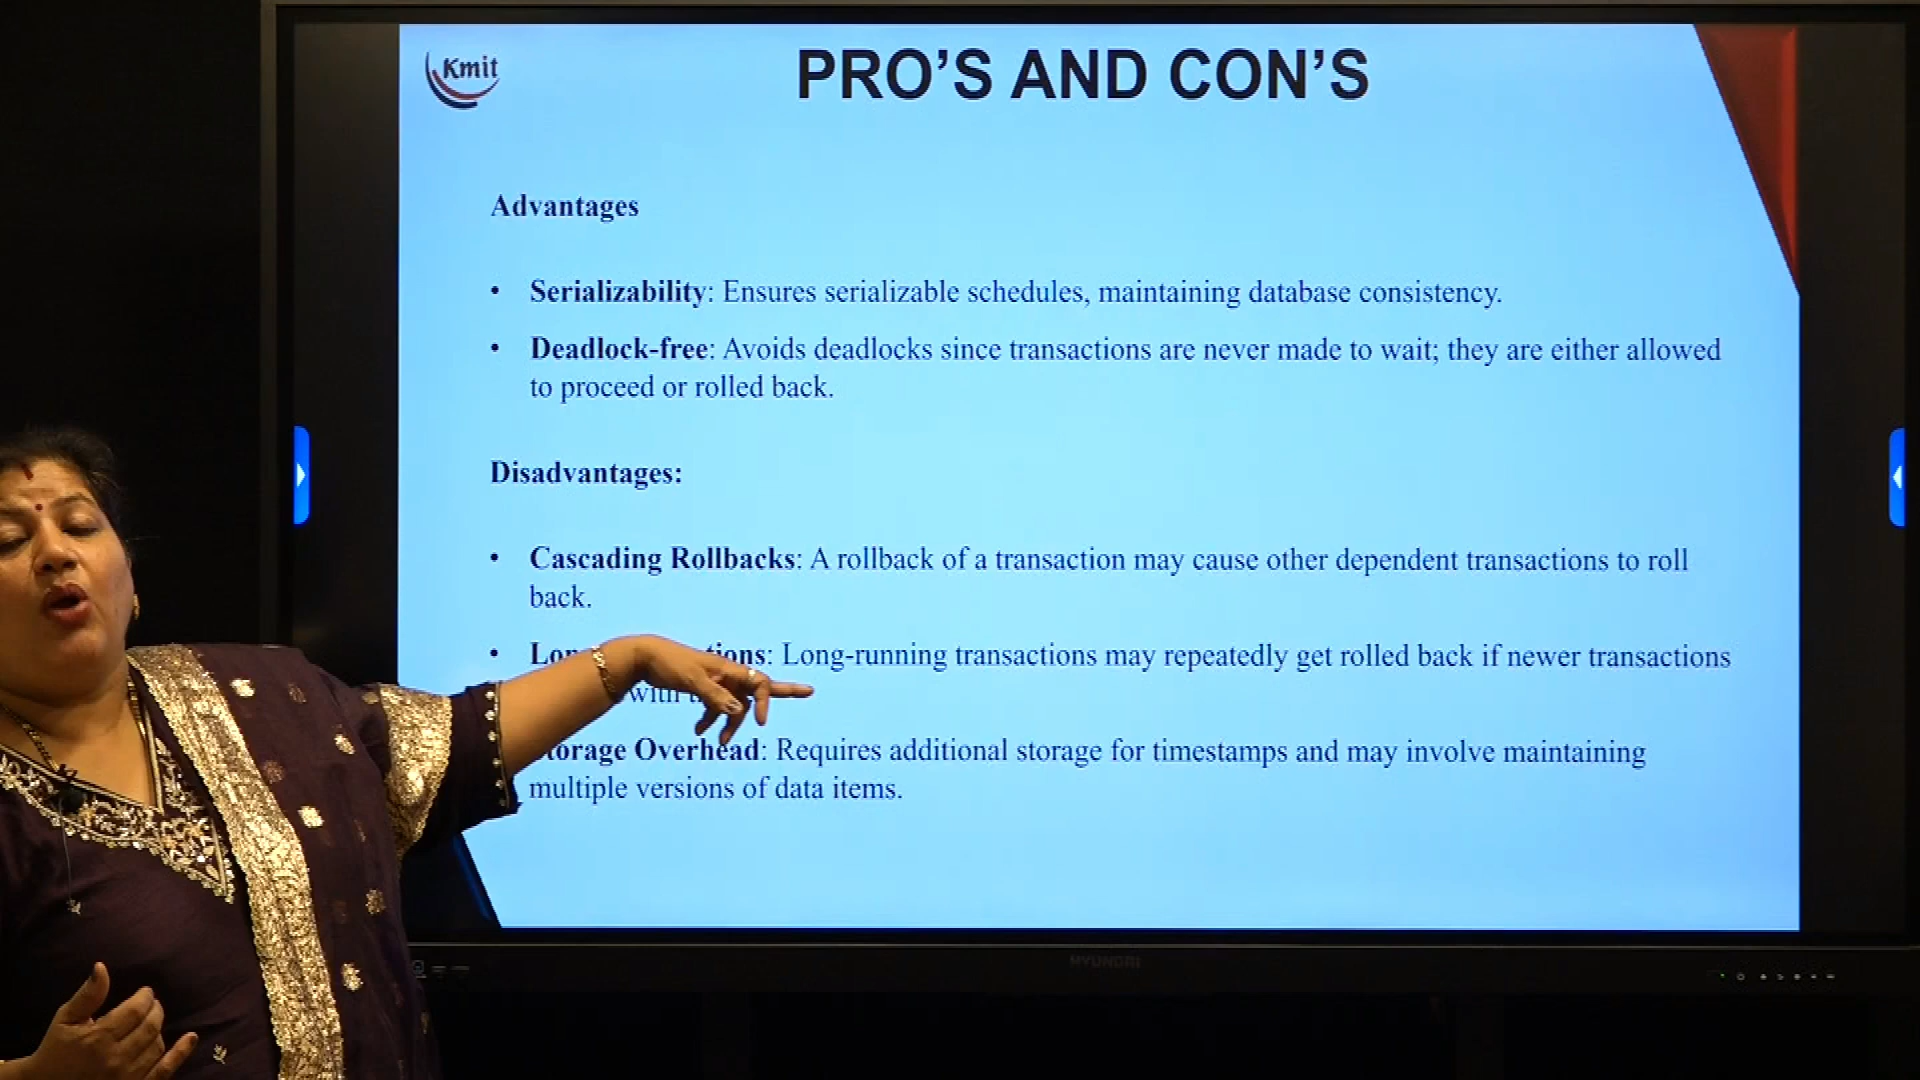 Kmit
PRO'S AND CON'S
Advantages
• Serializability: Ensures serializable schedules, maintaining database consistency.
• Deadlock-free: Avoids deadlocks since transactions are never made to wait; they are either allowed
to proceed or rolled back.
Disadvantages:
• Cascading Rollbacks: A rollback of a transaction may cause other dependent transactions to roll
back.
• : Long-running transactions may repeatedly get rolled back if newer transactions
with
Storage Overhead: Requires additional storage for timestamps and may involve maintaining
multiple versions of data items.
HYUNDAI